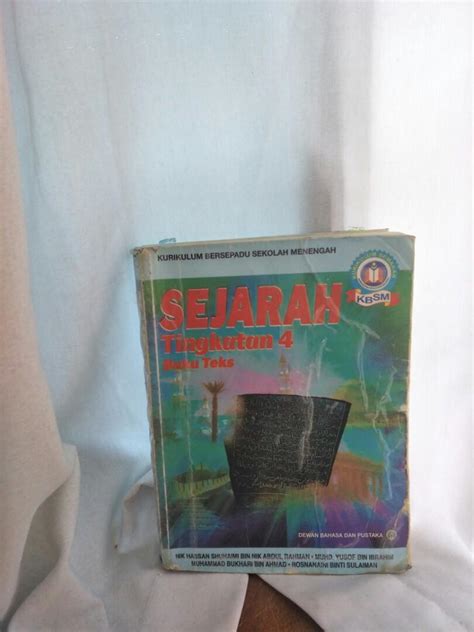 KURIKULUM BERSEPADU SEKOLAH MENENGAH
KBSM
SEJARAH
Tingkatan 4
Buku Teks
DEWAN BAHASA DAN PUSTAKA
NIK HASSAN SHUHAIMI BIN NIK ABDUL RAHMAN • MUHD. YUSOF BIN IBRAHIM
MUHAMMAD BUKHARI BIN AHMAD • ROSNANAINI BINTI SULAIMAN